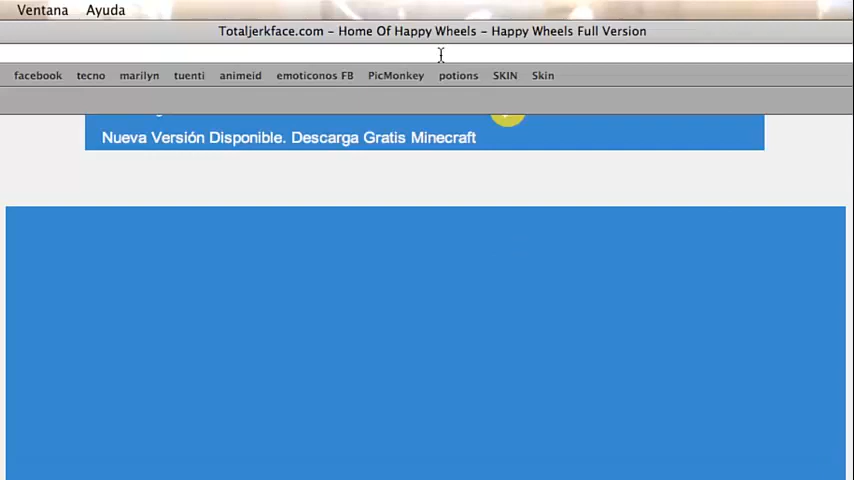 Ventana Ayuda
Totaljerkface.com - Home Of Happy Wheels - Happy Wheels Full Version
facebook tecno marilyn tuenti animeid emoticonos FB PicMonkey potions SKIN Skin
Nueva Versión Disponible. Descarga Gratis Minecraft